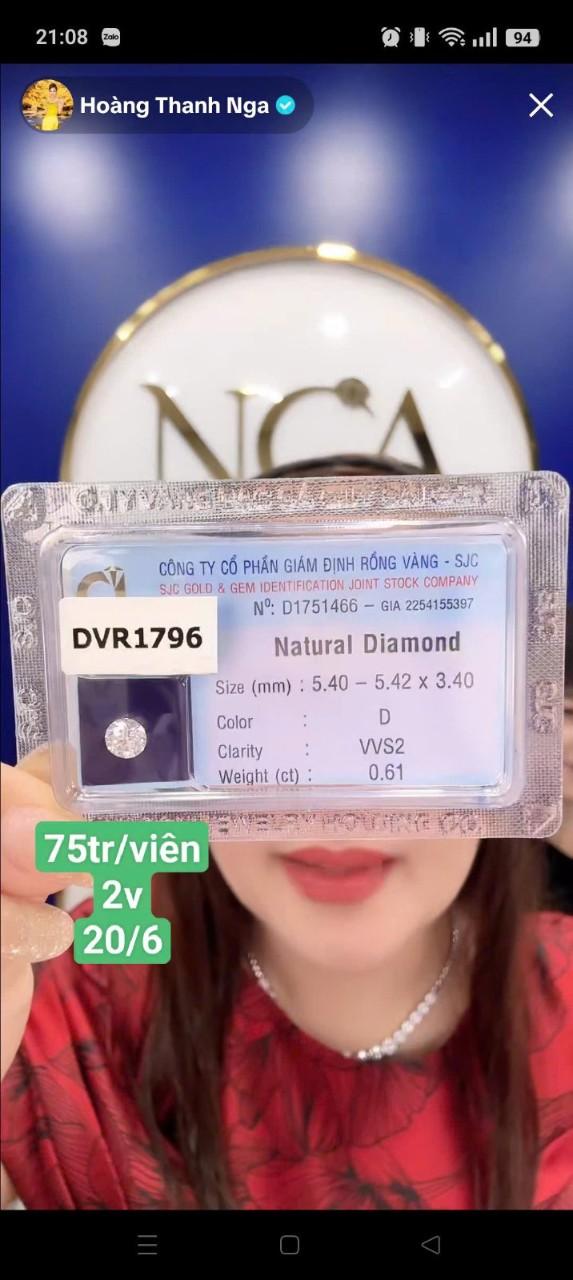 21:08
Zalo
94
Hoàng Thanh Nga
NGA
CÔNG TY CỔ PHẦN GIÁM ĐỊNH RỒNG VÀNG - SJC
SJC GOLD & GEM IDENTIFICATION JOINT STOCK COMPANY
Nº: D1751466 – GIA 2254155397
DVR1796
Natural Diamond
Size (mm) : 5.40 – 5.42 x 3.40
Color : D
Clarity : VVS2
Weight (ct) : 0.61
75tr/viên
2v
20/6